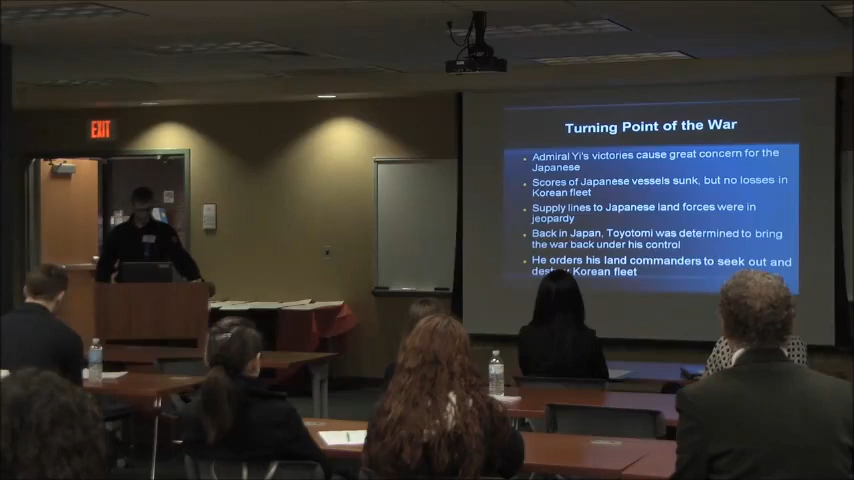 EXIT
Turning Point of the War
• Admiral Yi's victories cause great concern for the
Japanese
• Scores of Japanese vessels sunk, but no losses in
Korean fleet
• Supply lines to Japanese land forces were in
jeopardy
• Back in Japan, Toyotomi was determined to bring
the war back under his control
• He orders his land commanders to seek out and
destroy Korean fleet